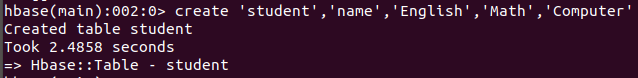 hbase(main):002:0> create 'student','name','English','Math','Computer'
Created table student
Took 2.4858 seconds
=> Hbase::Table - student